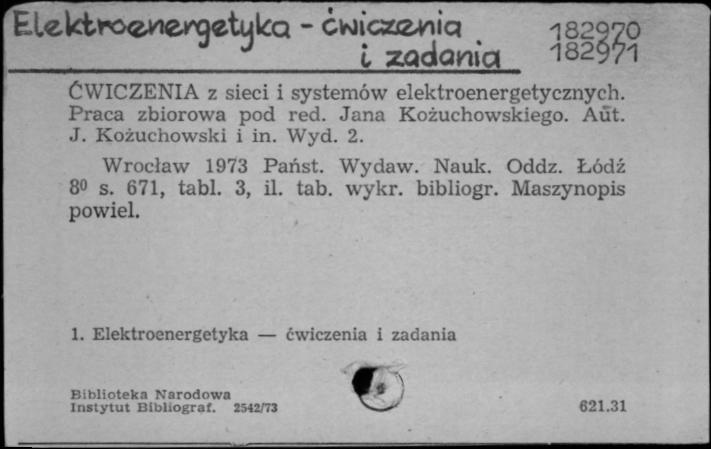 Elektroenergetyka - ćwiczenia 182970
i zadania 182971
ĆWICZENIA z sieci i systemów elektroenergetycznych.
Praca zbiorowa pod red. Jana Kożuchowskiego. Aut.
J. Kożuchowski i in. Wyd. 2.
Wrocław 1973 Państ. Wydaw. Nauk. Oddz. Łódź
8⁰ s. 671, tabl. 3, il. tab. wykr. bibliogr. Maszynopis
powiel.
1. Elektroenergetyka — ćwiczenia i zadania
Biblioteka Narodowa
Instytut Bibliograf. 2542/73 621.31